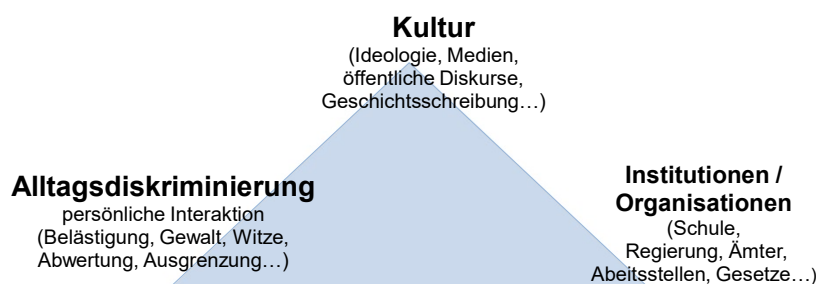 Kultur
(Ideologie, Medien,
öffentliche Diskurse,
Geschichtsschreibung…)
Alltagsdiskriminierung
persönliche Interaktion
(Belästigung, Gewalt, Witze,
Abwertung, Ausgrenzung…)
Institutionen /
Organisationen
(Schule,
Regierung, Ämter,
Abeitsstellen, Gesetze…)